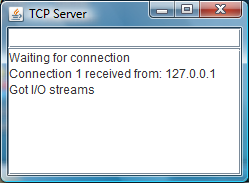 TCP Server
Waiting for connection
Connection 1 received from: 127.0.0.1
Got I/O streams